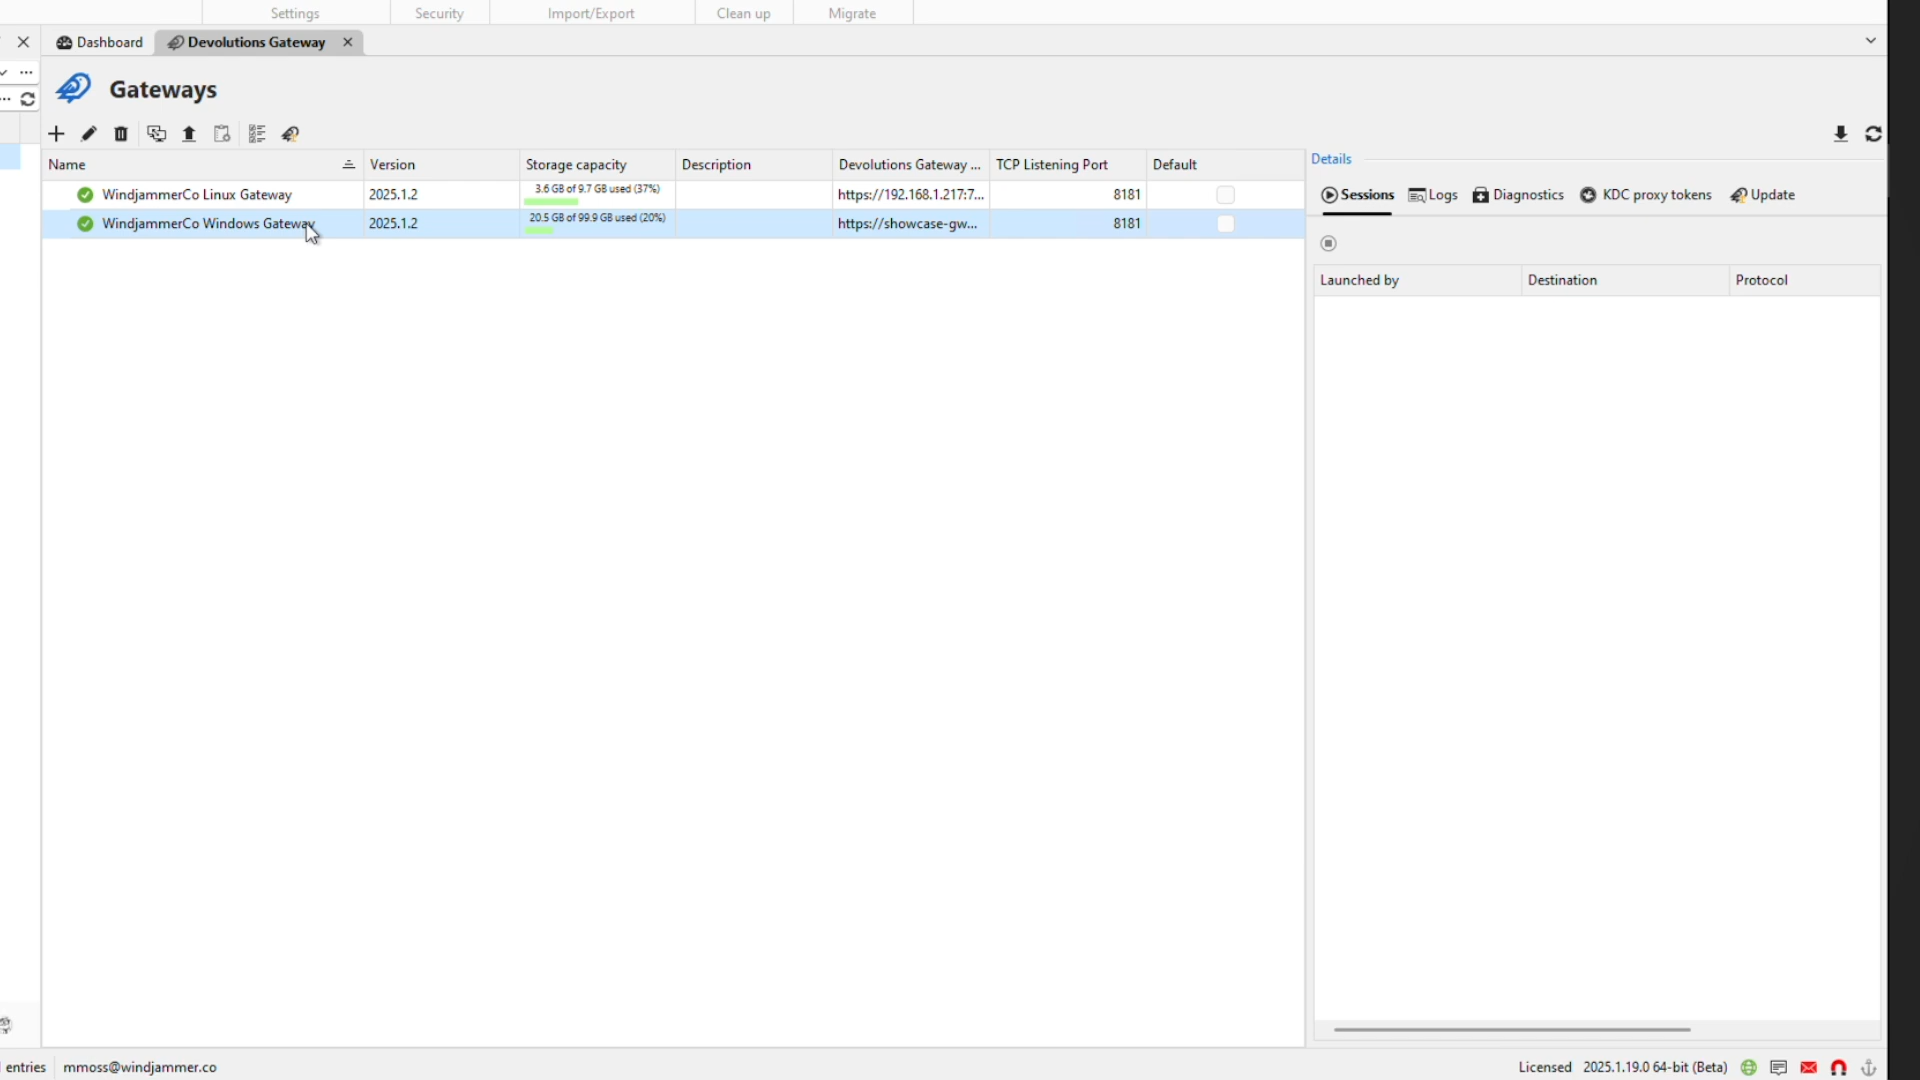 Settings Security Import/Export Clean up Migrate
Dashboard Devolutions Gateway
Gateways
Name Version Storage capacity Description Devolutions Gateway ... TCP Listening Port Default
WindjammerCo Linux Gateway 2025.1.2 3.6 GB of 9.7 GB used (37%) https://192.168.1.217:7... 8181
WindjammerCo Windows Gateway 2025.1.2 20.5 GB of 99.9 GB used (20%) https://showcase-gw... 8181
Details
Sessions Logs Diagnostics KDC proxy tokens Update
Launched by Destination Protocol
entries mmoss@windjammer.co Licensed 2025.1.19.0 64-bit (Beta)